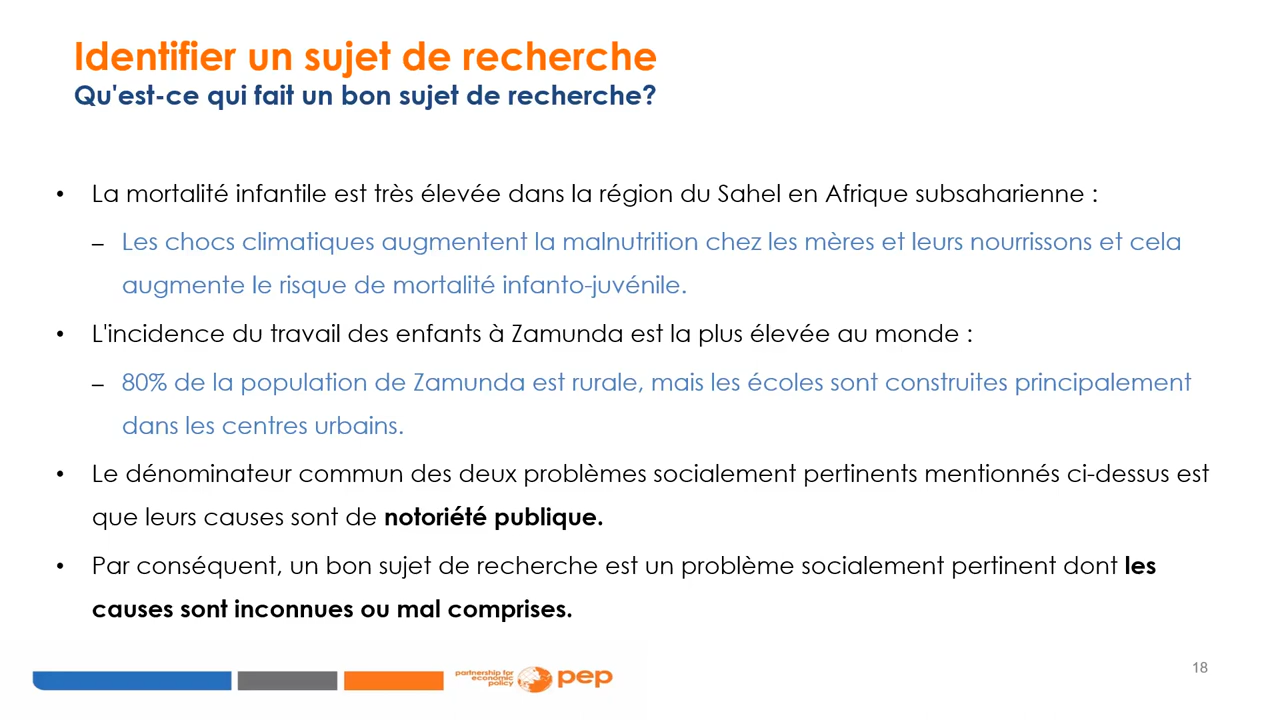 Identifier un sujet de recherche
Qu'est-ce qui fait un bon sujet de recherche?
• La mortalité infantile est très élevée dans la région du Sahel en Afrique subsaharienne :
– Les chocs climatiques augmentent la malnutrition chez les mères et leurs nourrissons et cela
augmente le risque de mortalité infanto-juvénile.
• L'incidence du travail des enfants à Zamunda est la plus élevée au monde :
– 80% de la population de Zamunda est rurale, mais les écoles sont construites principalement
dans les centres urbains.
• Le dénominateur commun des deux problèmes socialement pertinents mentionnés ci-dessus est
que leurs causes sont de notoriété publique.
• Par conséquent, un bon sujet de recherche est un problème socialement pertinent dont les
causes sont inconnues ou mal comprises.
partnership for
economic
policy
pep
18